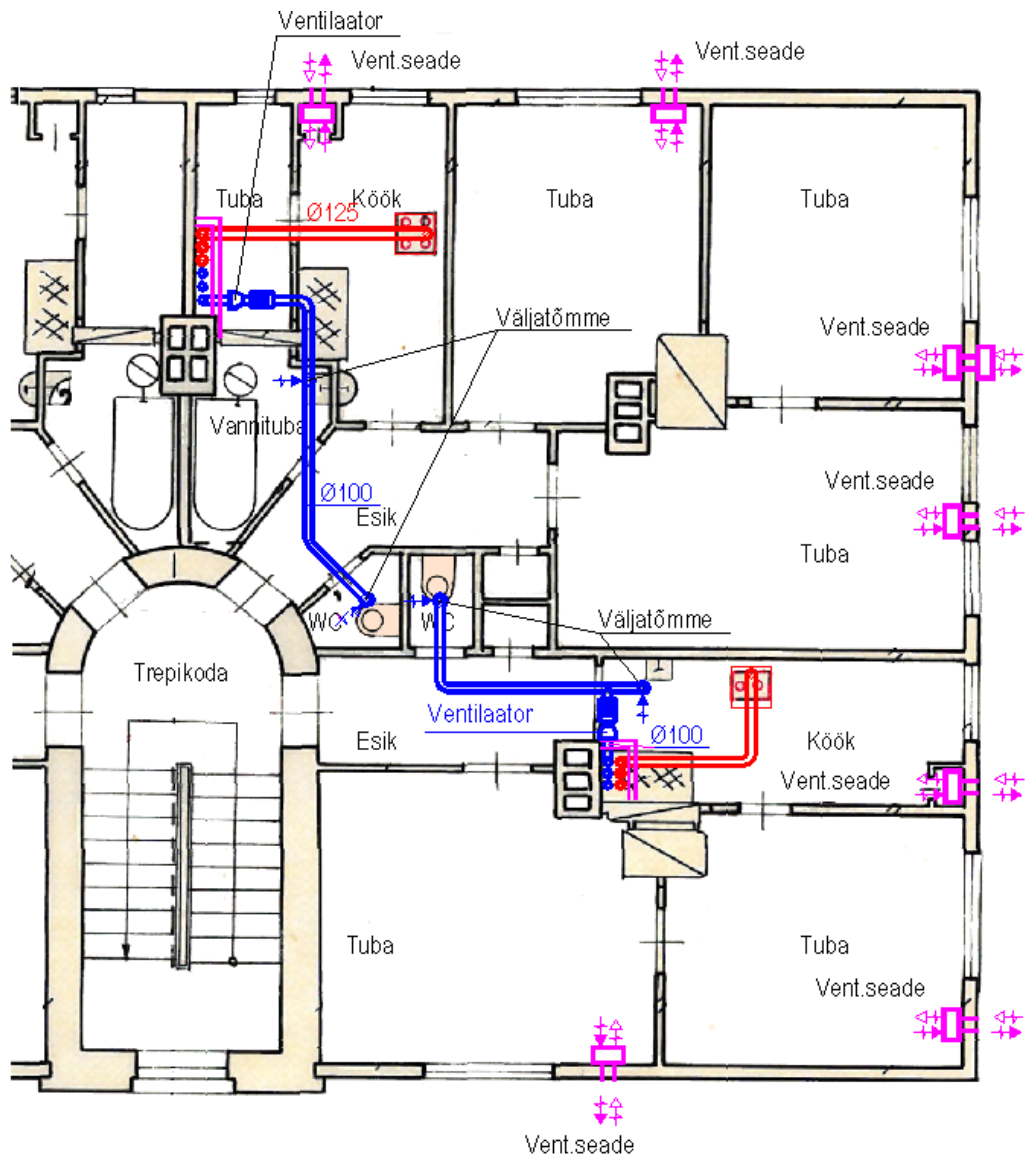 Ventilaator
Vent.seade
Vent.seade
Tuba
Köök
Tuba
Tuba
Ø125
Väljatõmme
Vent.seade
Vannituba
Vent.seade
Ø100
Esik
Tuba
WC
WC
Väljatõmme
Trepikoda
Ventilaator
Esik
Ø100
Köök
Vent.seade
Tuba
Tuba
Vent.seade
Vent.seade